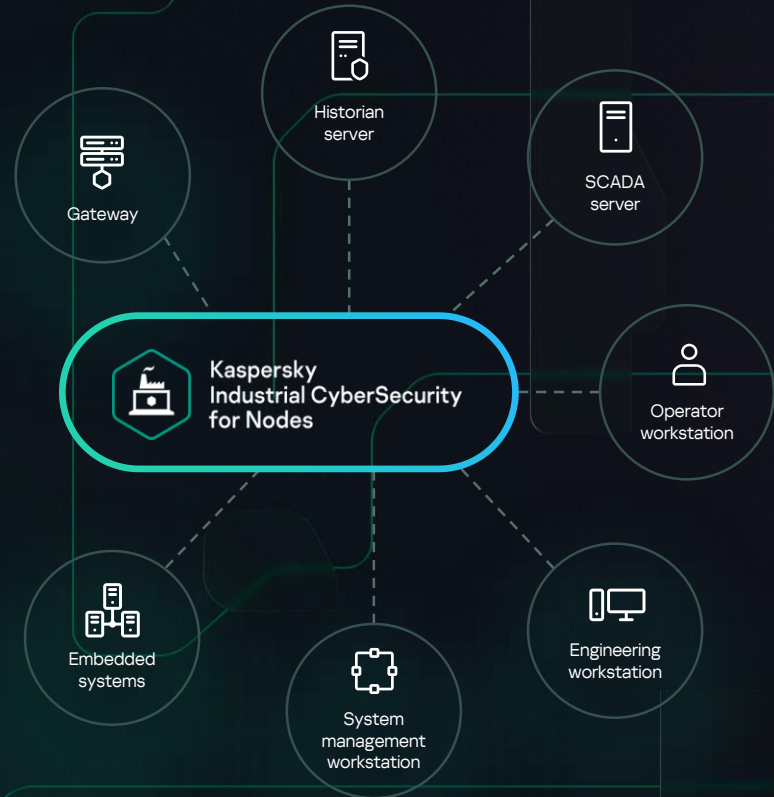 Historian
server
SCADA
server
Gateway
Kaspersky
Industrial CyberSecurity
for Nodes
Operator
workstation
Embedded
systems
Engineering
workstation
System
management
workstation